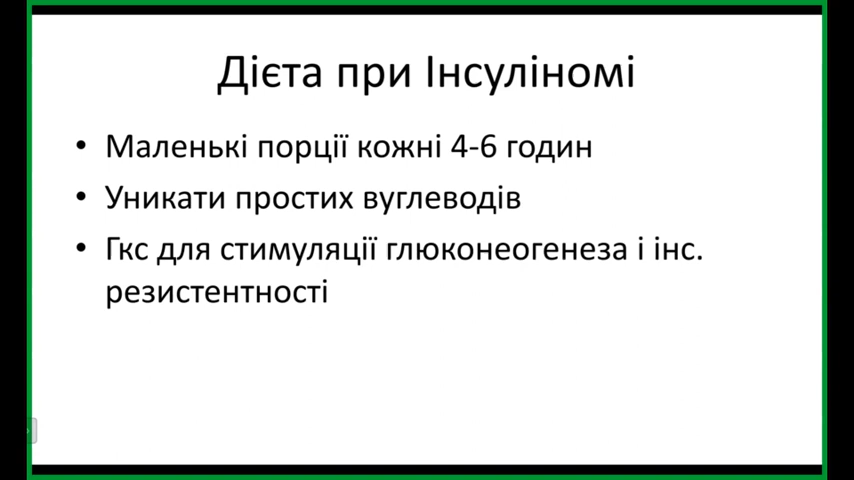 Дієта при Інсуліномі
• Маленькі порції кожні 4-6 годин
• Уникати простих вуглеводів
• Гкс для стимуляції глюконеогенеза і інс.
резистентності